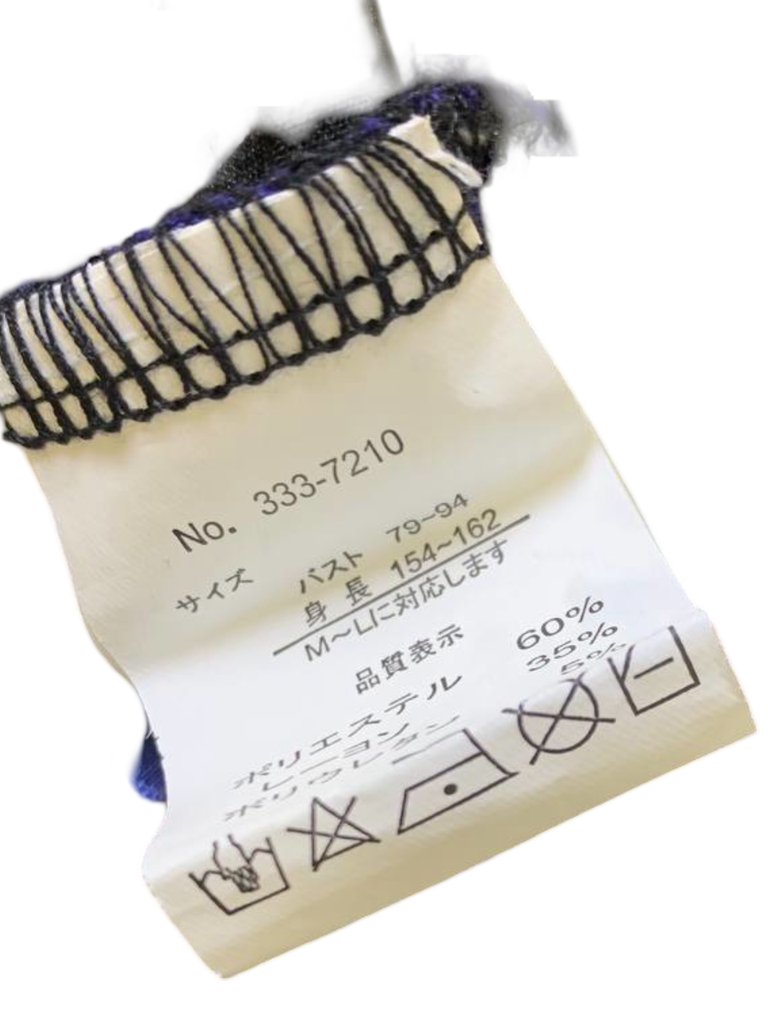 No. 333-7210
サイズ バスト 79~94
身 長 154~162
M~Lに対応します
品質表示
ポリエステル 60%
レーヨン 35%
ポリウレタン 5%